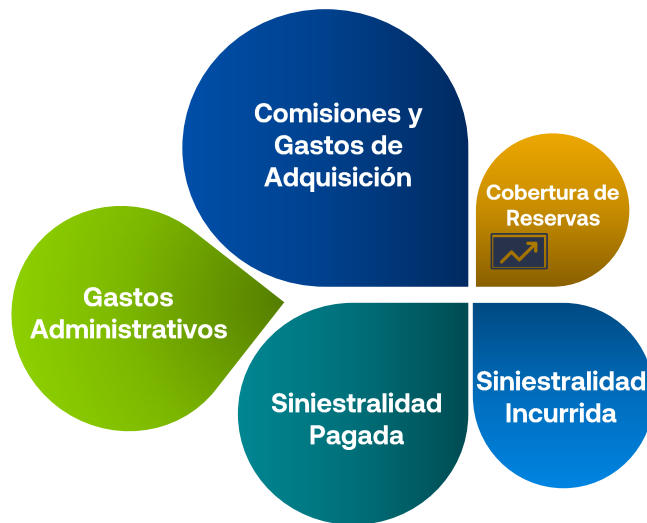 Comisiones y
Gastos de
Adquisición
Cobertura de
Reservas
Gastos
Administrativos
Siniestralidad
Pagada
Siniestralidad
Incurrida